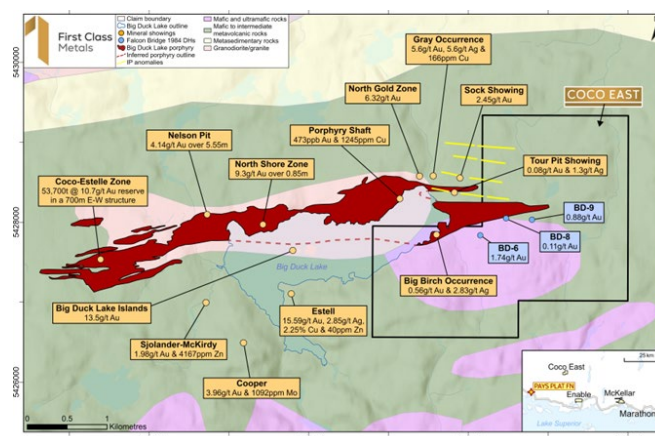 First Class
Metals
Claim boundary
Big Duck Lake outline
Mineral showings
Falcon Bridge 1984 DHs
Big Duck Lake porphyry
Inferred porphyry outline
IP anomalies
Mafic and ultramafic rocks
Mafic to intermediate
metavolcanic rocks
Metasedimentary rocks
Granodiorite/granite
5430000
5428000
5426000
Gray Occurrence
5.6g/t Au, 5.6g/t Ag &
166ppm Cu
North Gold Zone
6.32g/t Au
Sock Showing
2.45g/t Au
COCO EAST
Nelson Pit
4.14g/t Au over 5.55m
Porphyry Shaft
473ppb Au & 1245ppm Cu
North Shore Zone
9.3g/t Au over 0.85m
Tour Pit Showing
0.08g/t Au & 1.3g/t Ag
Coco-Estelle Zone
53,700t @ 10.7g/t Au reserve
in a 700m E-W structure
BD-9
0.88g/t Au
BD-8
0.11g/t Au
BD-6
1.74g/t Au
Big Duck Lake
Big Birch Occurrence
0.56g/t Au & 2.83g/t Ag
Big Duck Lake Islands
13.5g/t Au
Estell
15.59g/t Au, 2.85g/t Ag,
2.25% Cu & 40ppm Zn
Sjolander-McKirdy
1.98g/t Au & 4167ppm Zn
Cooper
3.96g/t Au & 1092ppm Mo
0 0.5 1
Kilometres
25 km
Coco East
PAYS PLAT FN
Enable
McKellar
Marathon
Lake Superior